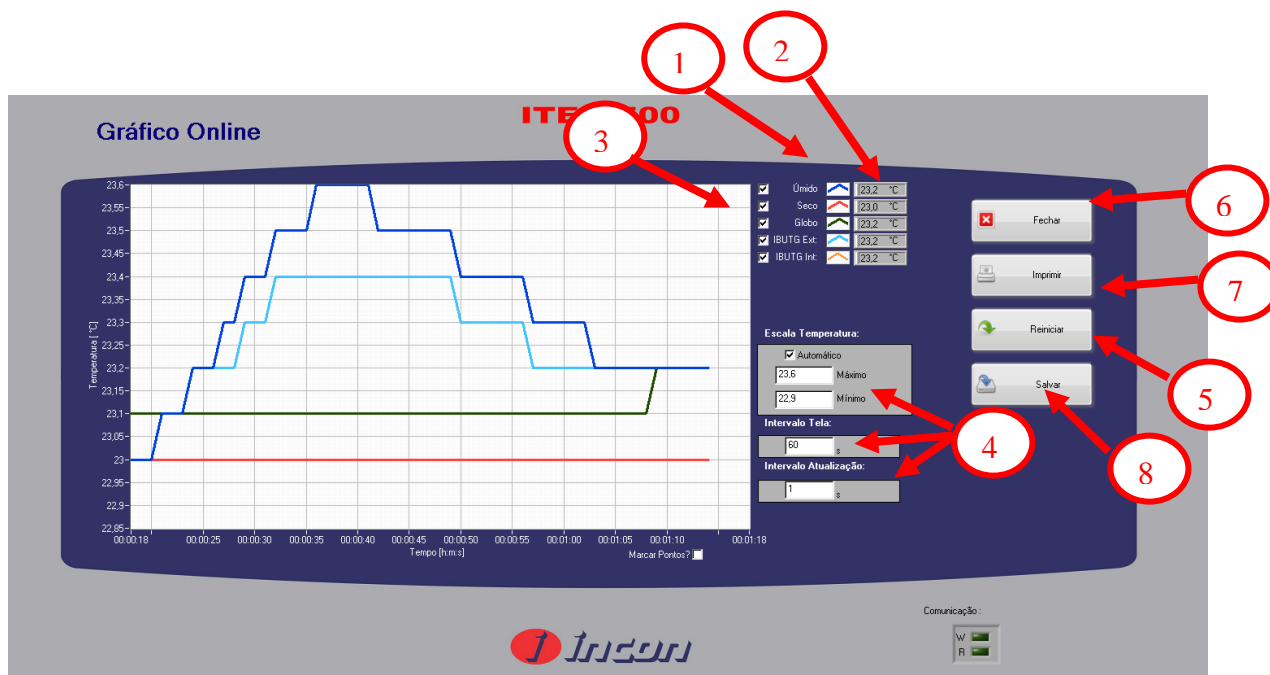 1
2
3
ITE
00
Gráfico Online
Úmido 23,2 °C
Seco 23,0 °C
Globo 23,2 °C
IBUTG Ext: 23,2 °C
IBUTG Int: 23,2 °C
Fechar
6
Imprimir
7
Reiniciar
5
Salvar
8
Escala Temperatura:
Automático
23,6 Máximo
22,9 Mínimo
4
Intervalo Tela:
60 s
Intervalo Atualização:
1 s
Temperatura [°C]
23,6
23,55
23,5
23,45
23,4
23,35
23,3
23,25
23,2
23,15
23,1
23,05
23
22,95
22,9
22,85
00:00:18 00:00:25 00:00:30 00:00:35 00:00:40 00:00:45 00:00:50 00:00:55 00:01:00 00:01:05 00:01:10 00:01:18
Tempo [h:m:s]
Marcar Pontos?
Comunicação :
W
R
incon